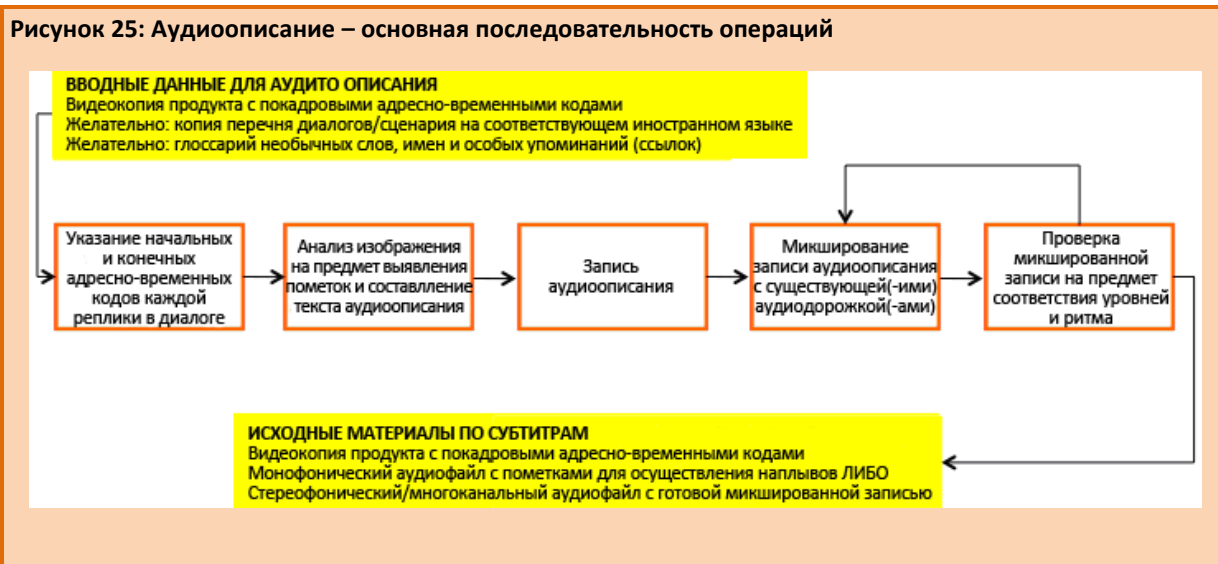 Рисунок 25: Аудиоописание – основная последовательность операций
ВВОДНЫЕ ДАННЫЕ ДЛЯ АУДИТО ОПИСАНИЯ
Видеокопия продукта с покадровыми адресно-временными кодами
Желательно: копия перечня диалогов/сценария на соответствующем иностранном языке
Желательно: глоссарий необычных слов, имен и особых упоминаний (ссылок)
Указание начальных
и конечных
адресно-временных
кодов каждой
реплики в диалоге
Анализ изображения
на предмет выявления
пометок и составлление
текста аудиоописания
Запись
аудиоописания
Микширование
записи аудиоописания
с существующей(-ими)
аудиодорожкой(-ами)
Проверка
микшированной
записи на предмет
соответствия уровней
и ритма
ИСХОДНЫЕ МАТЕРИАЛЫ ПО СУБТИТРАМ
Видеокопия продукта с покадровыми адресно-временными кодами
Монофонический аудиофайл с пометками для осуществления наплывов ЛИБО
Стереофонический/многоканальный аудиофайл с готовой микшированной записью